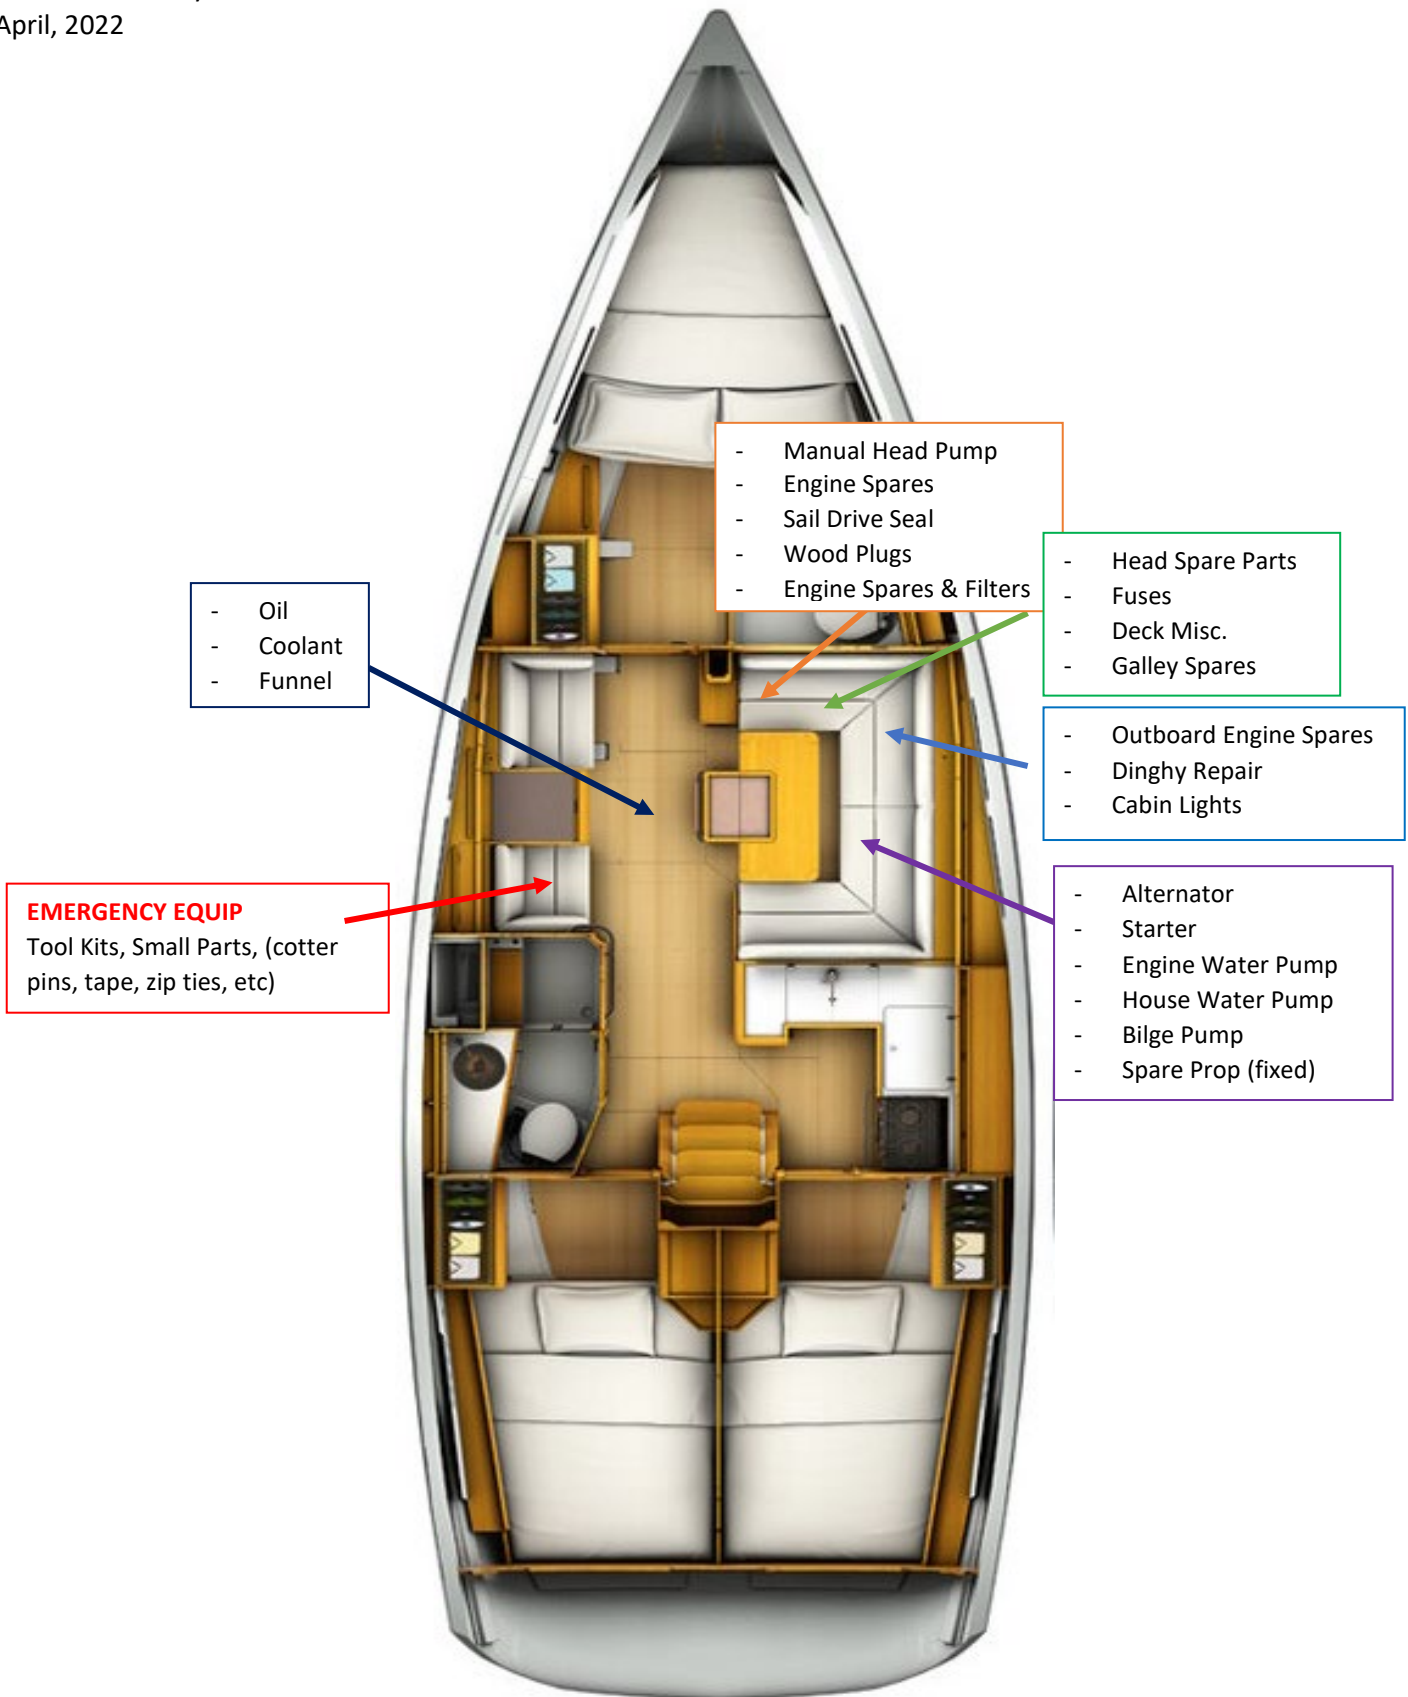 April, 2022
- Manual Head Pump
- Engine Spares
- Sail Drive Seal
- Wood Plugs
- Engine Spares & Filters
- Head Spare Parts
- Fuses
- Deck Misc.
- Galley Spares
- Oil
- Coolant
- Funnel
- Outboard Engine Spares
- Dinghy Repair
- Cabin Lights
EMERGENCY EQUIP
Tool Kits, Small Parts, (cotter
pins, tape, zip ties, etc)
- Alternator
- Starter
- Engine Water Pump
- House Water Pump
- Bilge Pump
- Spare Prop (fixed)